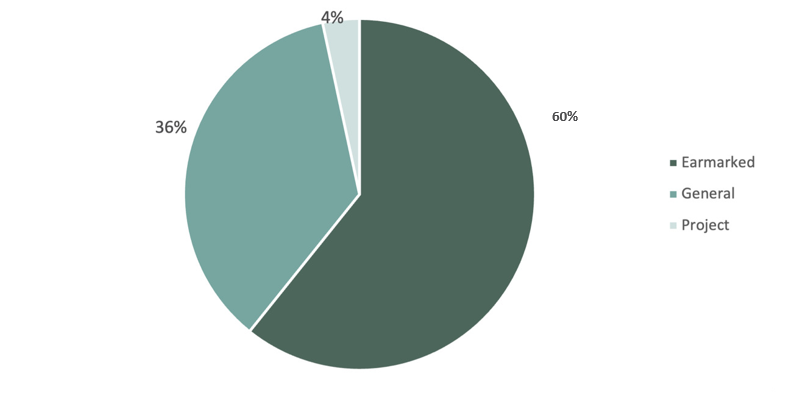 4%
60%
36%
Earmarked
General
Project